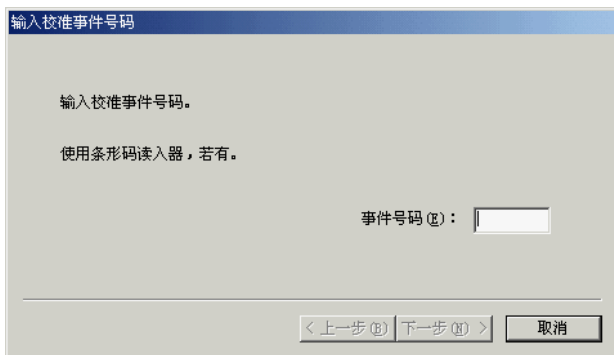 输入校准事件号码
输入校准事件号码。
使用条形码读入器，若有。
事件号码(E)：
< 上一步(B) 下一步(N) > 取消